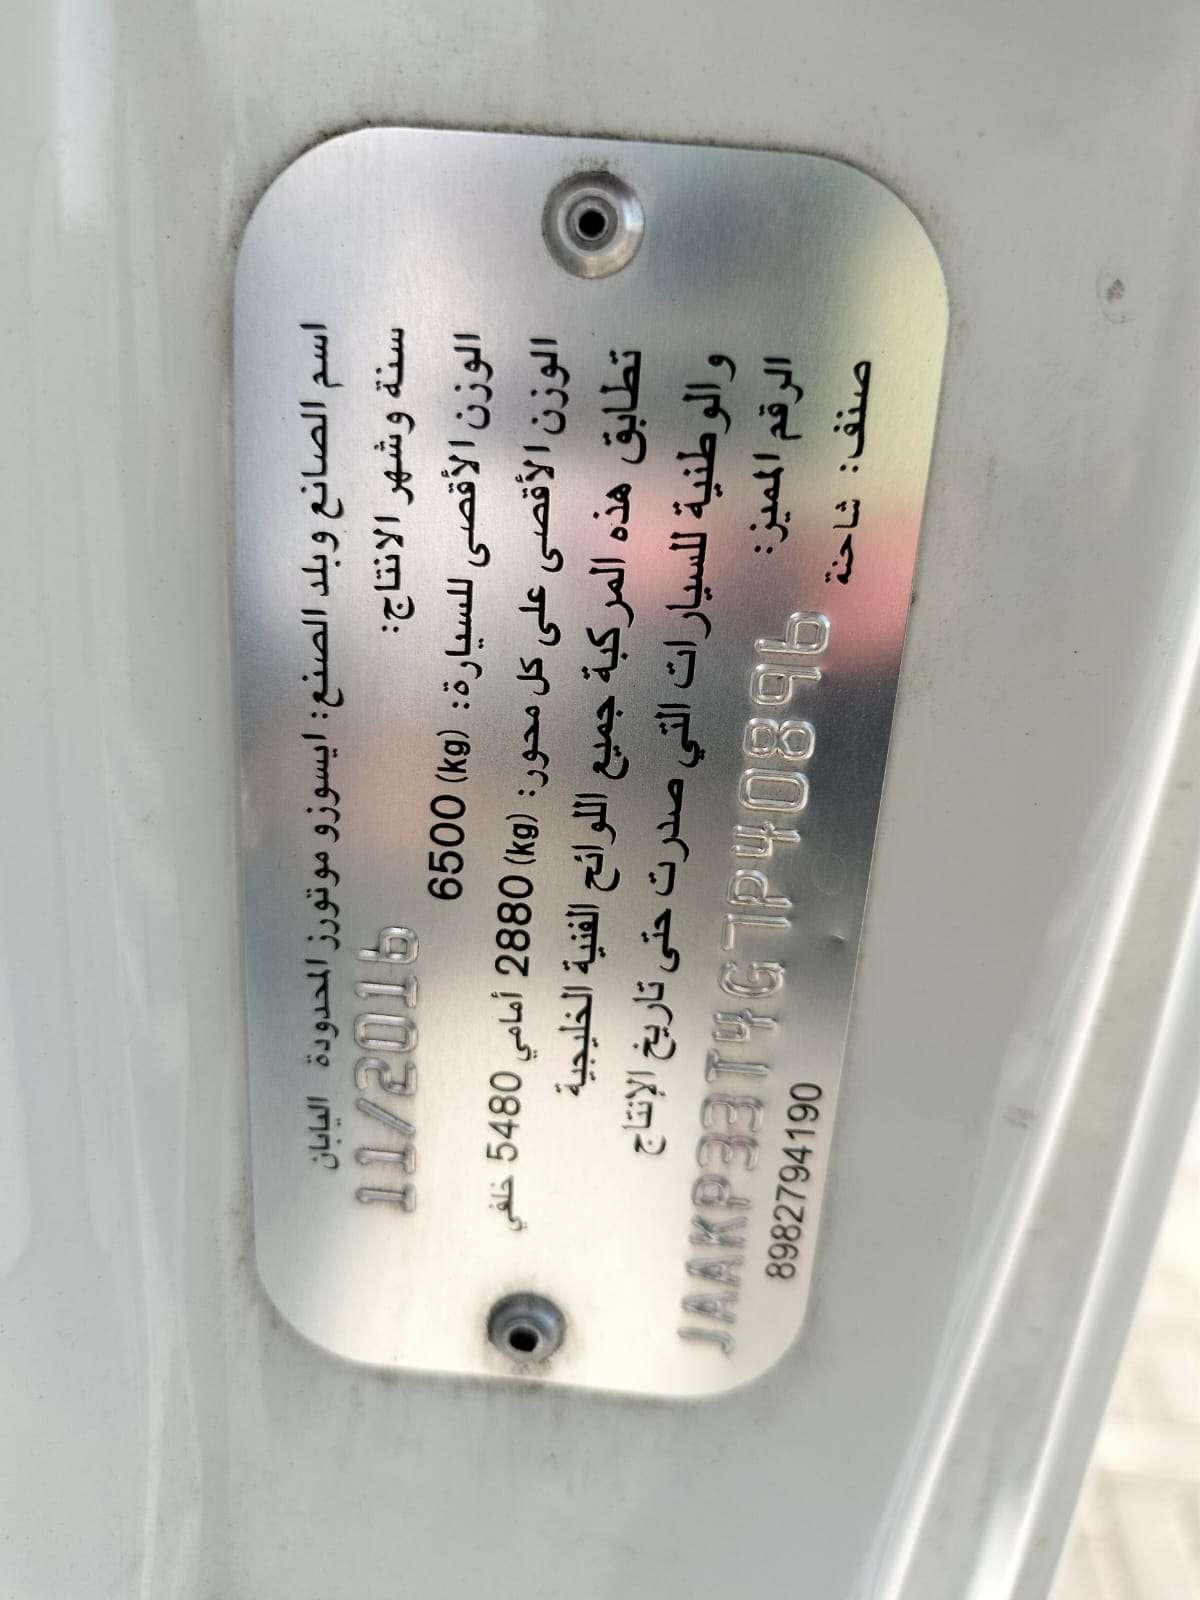 اسم الصانع وبلد الصنع: ايسوزو موتورز المحدودة اليابان
سنة وشهر الانتاج: 11/2016
الوزن الأقصى للسيارة: 6500 (kg)
الوزن الأقصى على كل محور: 2880 (kg) أمامي 5480 خلفي
تطابق هذه المركبة جميع اللوائح الفنية الخليجية
و الوطنية للسيارات التي صدرت حتى تاريخ الإنتاج
الرقم المميز: JAAKP33T4G7P40896
صنف: شاحنة 8982794190